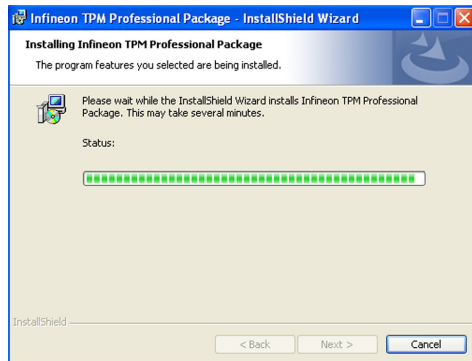 Infineon TPM Professional Package - InstallShield Wizard
Installing Infineon TPM Professional Package
The program features you selected are being installed.
Please wait while the InstallShield Wizard installs Infineon TPM Professional
Package. This may take several minutes.
Status:
InstallShield
< Back
Next >
Cancel